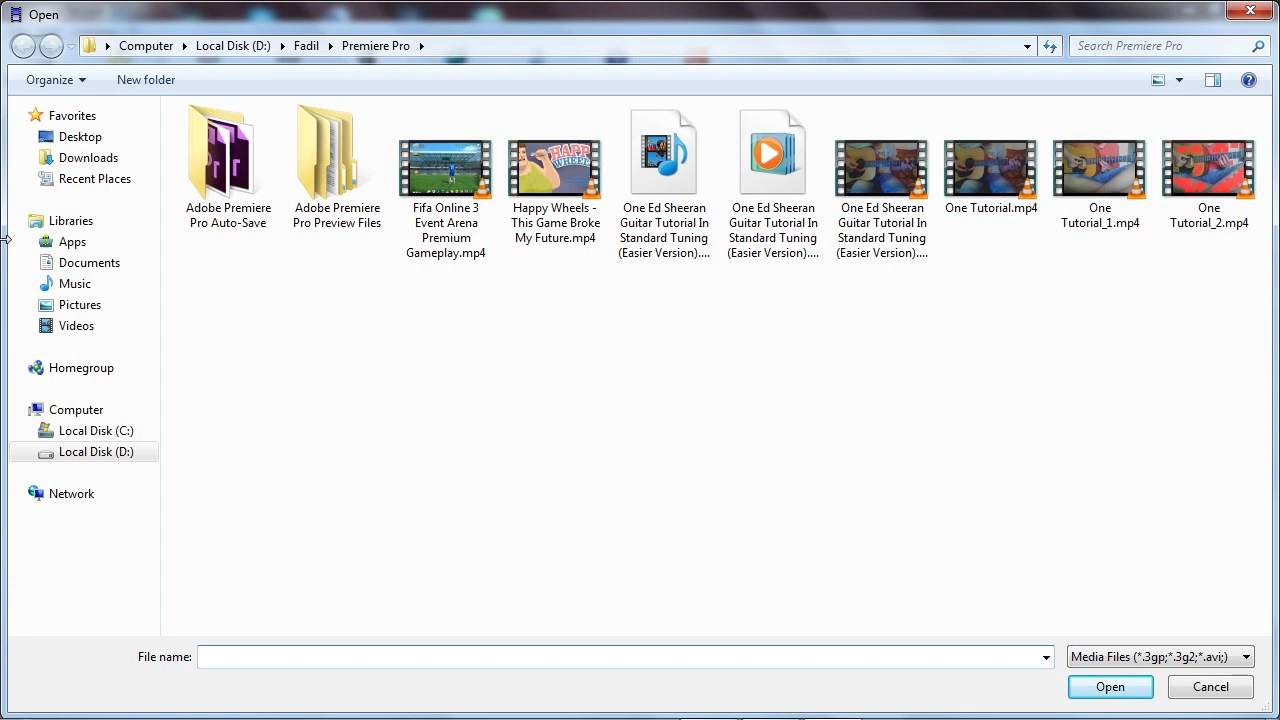 Open
Computer
Local Disk (D:)
Fadil
Premiere Pro
Search Premiere Pro
Organize
New folder
Favorites
Desktop
Downloads
Recent Places
Libraries
Apps
Documents
Music
Pictures
Videos
Homegroup
Computer
Local Disk (C:)
Local Disk (D:)
Network
Adobe Premiere
Pro Auto-Save
Adobe Premiere
Pro Preview Files
Fifa Online 3
Event Arena
Premium
Gameplay.mp4
HAPPY
WHEELS
Happy Wheels -
This Game Broke
My Future.mp4
One Ed Sheeran
Guitar Tutorial In
Standard Tuning
(Easier Version)....
One Ed Sheeran
Guitar Tutorial In
Standard Tuning
(Easier Version)....
One Ed Sheeran
Guitar Tutorial In
Standard Tuning
(Easier Version)....
One Tutorial.mp4
One
Tutorial_1.mp4
One
Tutorial_2.mp4
File name:
Media Files (*.3gp;*.3g2;*.avi;)
Open
Cancel